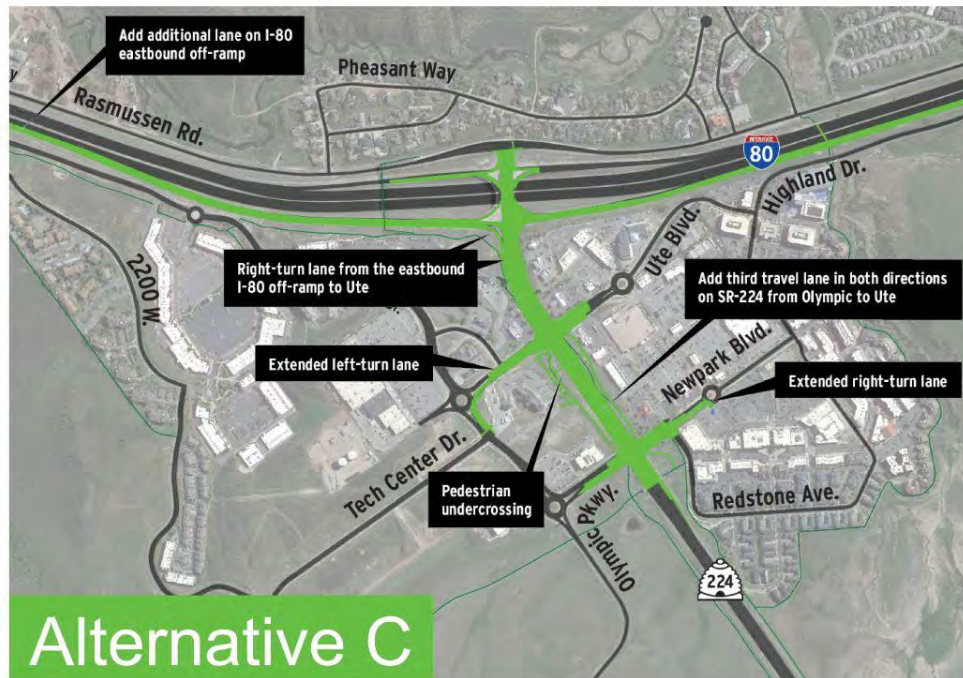 Add additional lane on I-80
eastbound off-ramp
Pheasant Way
Rasmussen Rd.
INTERSTATE
80
Highland Dr.
Ute Blvd.
2200 W.
Right-turn lane from the eastbound
I-80 off-ramp to Ute
Add third travel lane in both directions
on SR-224 from Olympic to Ute
Newpark Blvd.
Extended left-turn lane
Extended right-turn lane
Tech Center Dr.
Pedestrian
undercrossing
Olympic Pkwy.
Redstone Ave.
224
Alternative C